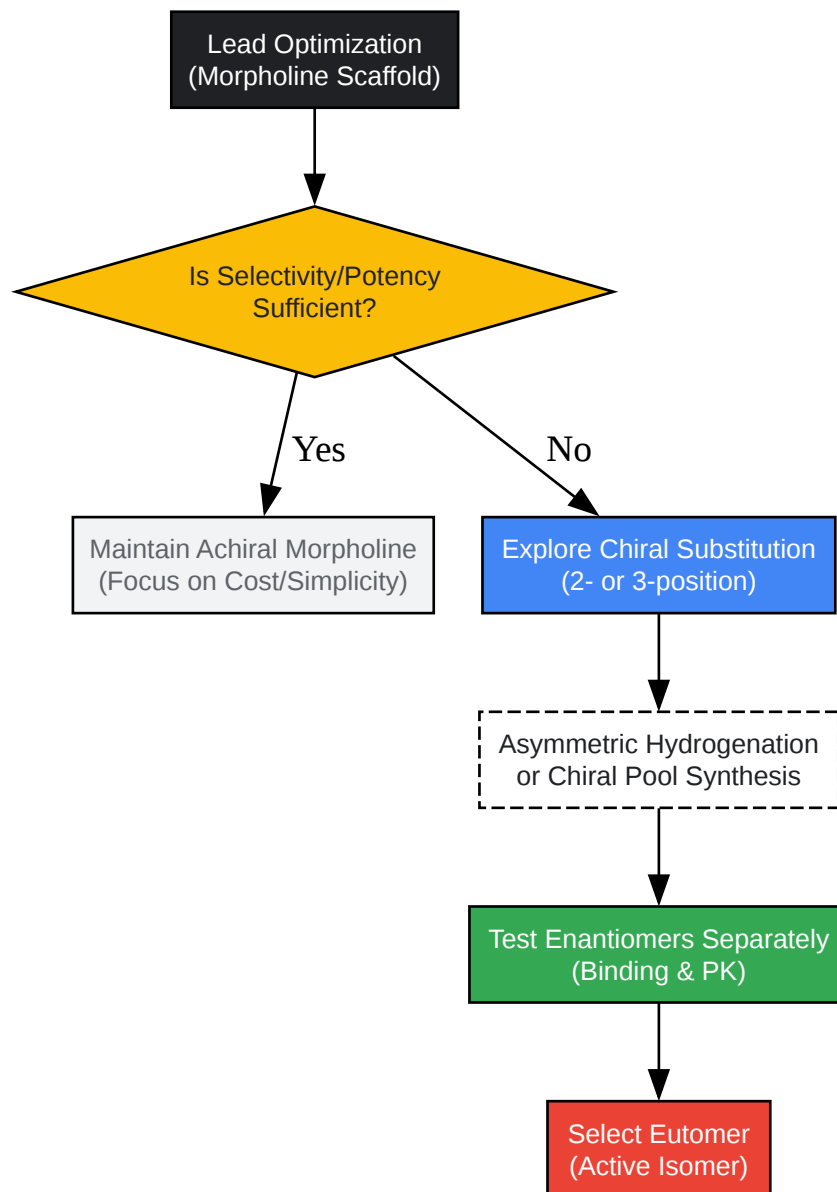 Lead Optimization
(Morpholine Scaffold)
Is Selectivity/Potency
Sufficient?
Yes
No
Maintain Achiral Morpholine
(Focus on Cost/Simplicity)
Explore Chiral Substitution
(2- or 3-position)
Asymmetric Hydrogenation
or Chiral Pool Synthesis
Test Enantiomers Separately
(Binding & PK)
Select Eutomer
(Active Isomer)